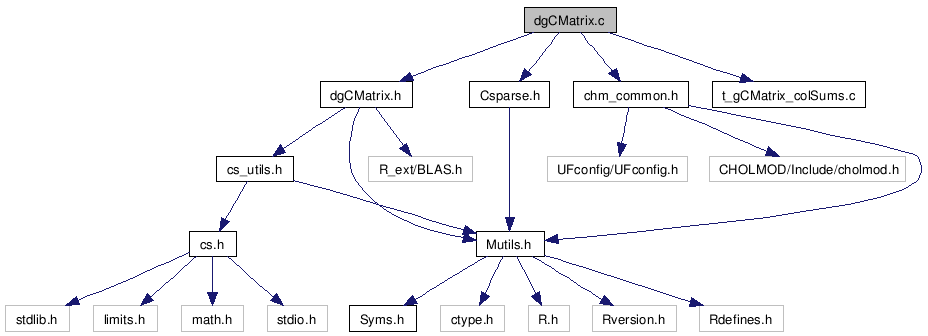 dgCMatrix.c
dgCMatrix.h
Csparse.h
chm_common.h
t_gCMatrix_colSums.c
cs_utils.h
R_ext/BLAS.h
UFconfig/UFconfig.h
CHOLMOD/Include/cholmod.h
cs.h
Mutils.h
stdlib.h
limits.h
math.h
stdio.h
Syms.h
ctype.h
R.h
Rversion.h
Rdefines.h